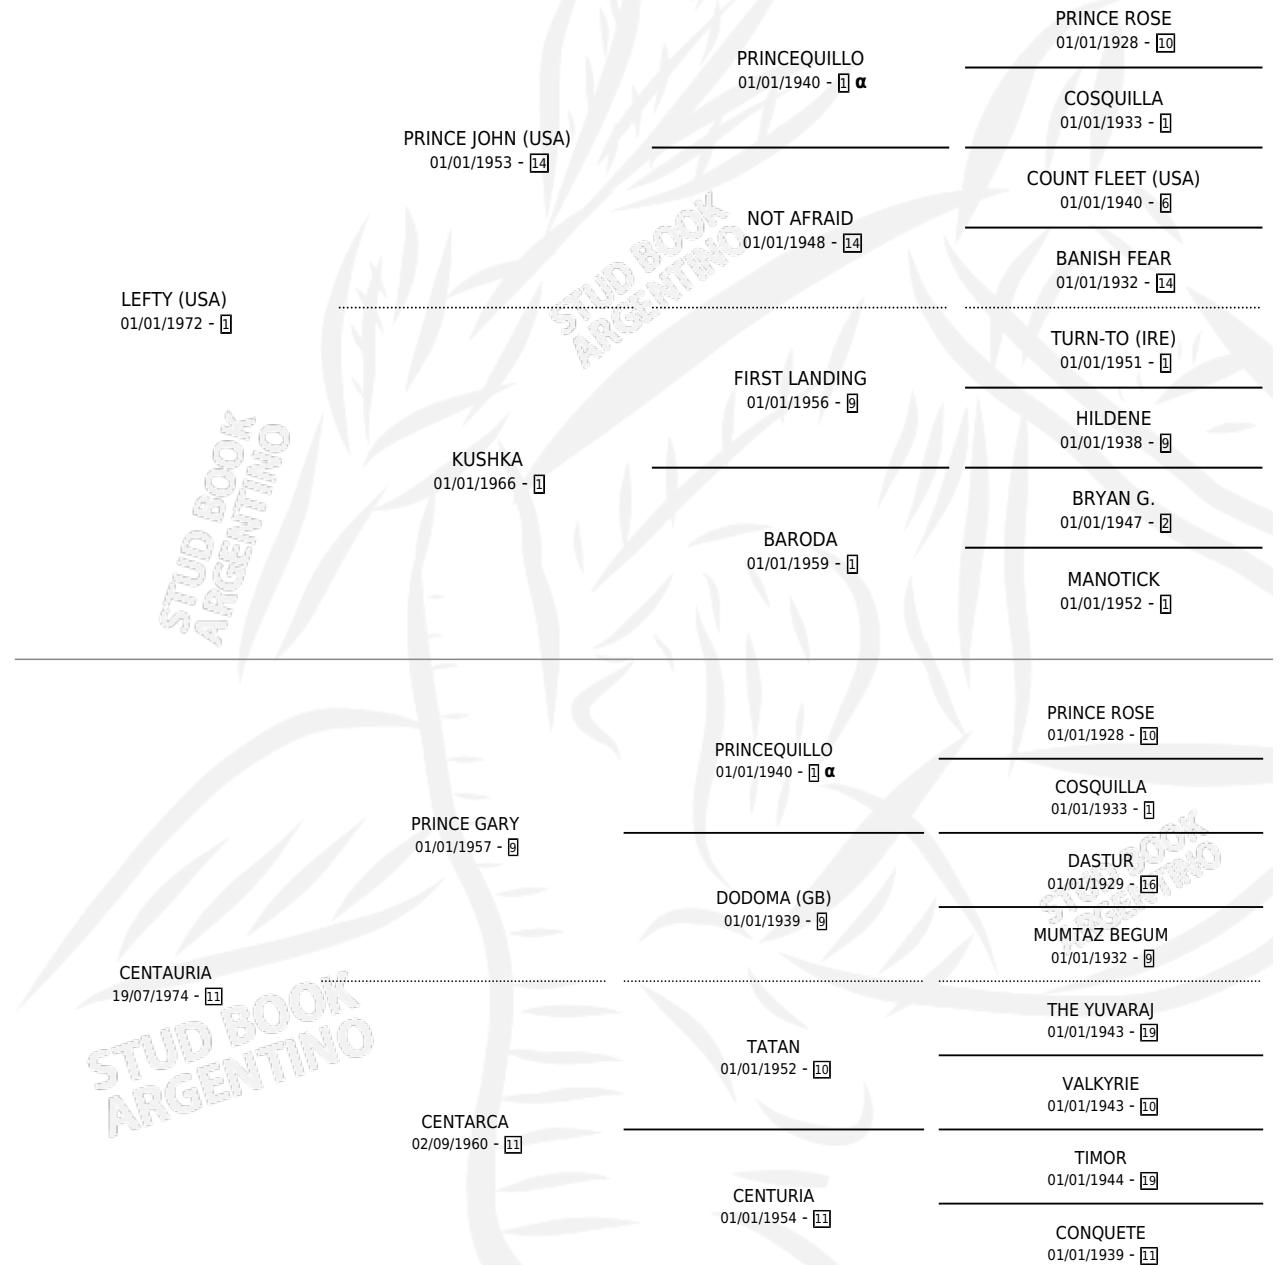 LEFTY (USA)
01/01/1972 - 1
PRINCE JOHN (USA)
01/01/1953 - 14
KUSHKA
01/01/1966 - 1
PRINCEQUILLO
01/01/1940 - 1 α
NOT AFRAID
01/01/1948 - 14
FIRST LANDING
01/01/1956 - 9
BARODA
01/01/1959 - 1
PRINCE ROSE
01/01/1928 - 10
COSQUILLA
01/01/1933 - 1
COUNT FLEET (USA)
01/01/1940 - 6
BANISH FEAR
01/01/1932 - 14
TURN-TO (IRE)
01/01/1951 - 1
HILDENE
01/01/1938 - 9
BRYAN G.
01/01/1947 - 2
MANOTICK
01/01/1952 - 1
STUD BOOK
ARGENTINO
STUD BOOK
ARGENTINO
CENTAURIA
19/07/1974 - 11
PRINCE GARY
01/01/1957 - 9
CENTARCA
02/09/1960 - 11
PRINCEQUILLO
01/01/1940 - 1 α
DODOMA (GB)
01/01/1939 - 9
TATAN
01/01/1952 - 10
CENTURIA
01/01/1954 - 11
PRINCE ROSE
01/01/1928 - 10
COSQUILLA
01/01/1933 - 1
DASTUR
01/01/1929 - 16
MUMTAZ BEGUM
01/01/1932 - 9
THE YUVARAJ
01/01/1943 - 19
VALKYRIE
01/01/1943 - 10
TIMOR
01/01/1944 - 19
CONQUETE
01/01/1939 - 11
STUD BOOK
ARGENTINO
STUD BOOK
ARGENTINO